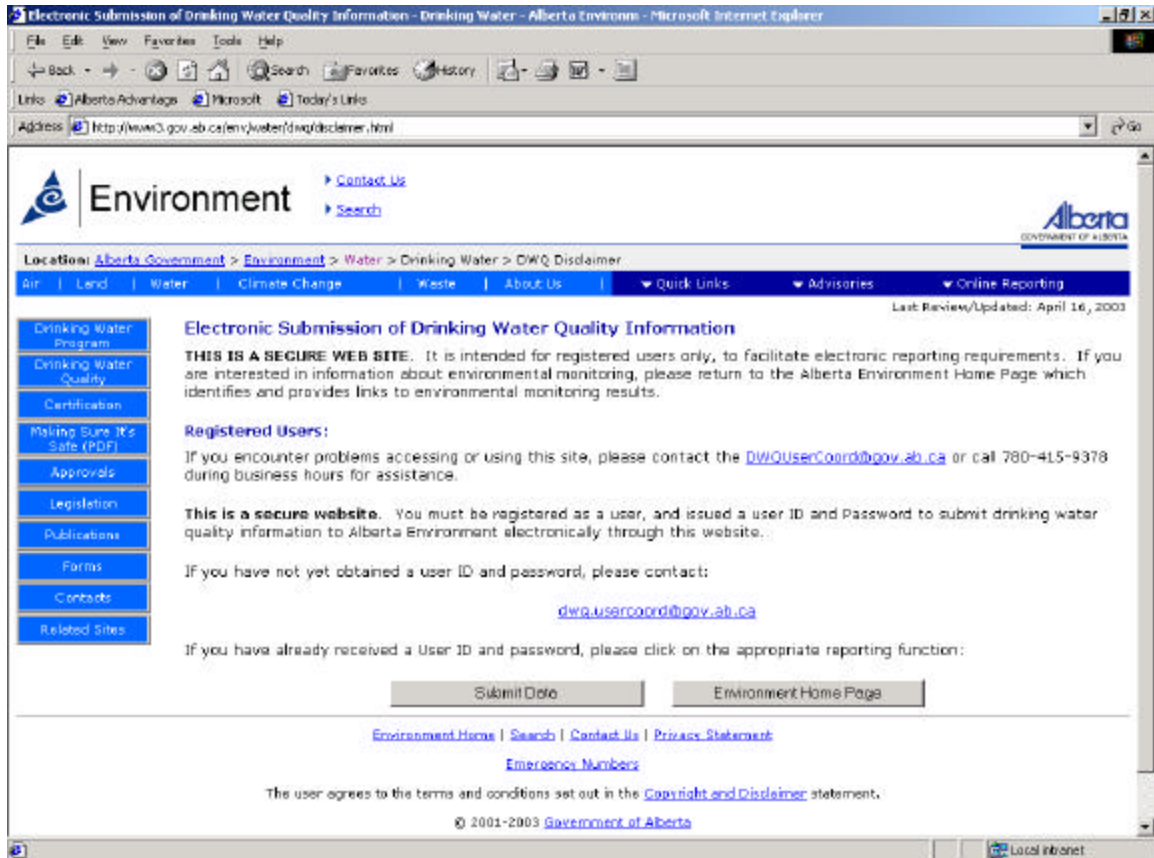 Electronic Submission of Drinking Water Quality Information - Drinking Water - Alberta Environm - Microsoft Internet Explorer
File Edit View Favorites Tools Help
Back Search Favorites History
Links Alberta Advantage Microsoft Today's Links
Address http://www3.gov.ab.ca/env/water/dwq/disclaimer.html Go
Environment
Contact Us
Search
Alberta
GOVERNMENT OF ALBERTA
Location: Alberta Government > Environment > Water > Drinking Water > DWQ Disclaimer
Air | Land | Water | Climate Change | Waste | About Us | Quick Links Advisories Online Reporting
Last Review/Updated: April 16, 2003
Drinking Water
Program
Drinking Water
Quality
Certification
Making Sure It's
Safe (PDF)
Approvals
Legislation
Publications
Forms
Contacts
Related Sites
Electronic Submission of Drinking Water Quality Information
THIS IS A SECURE WEB SITE. It is intended for registered users only, to facilitate electronic reporting requirements. If you
are interested in information about environmental monitoring, please return to the Alberta Environment Home Page which
identifies and provides links to environmental monitoring results.
Registered Users:
If you encounter problems accessing or using this site, please contact the DWQUserCoord@gov.ab.ca or call 780-415-9378
during business hours for assistance.
This is a secure website. You must be registered as a user, and issued a user ID and Password to submit drinking water
quality information to Alberta Environment electronically through this website.
If you have not yet obtained a user ID and password, please contact:
dwq.usercoord@gov.ab.ca
If you have already received a User ID and password, please click on the appropriate reporting function:
Submit Data Environment Home Page
Environment Home | Search | Contact Us | Privacy Statement
Emergency Numbers
The user agrees to the terms and conditions set out in the Copyright and Disclaimer statement.
© 2001-2003 Government of Alberta
Local intranet